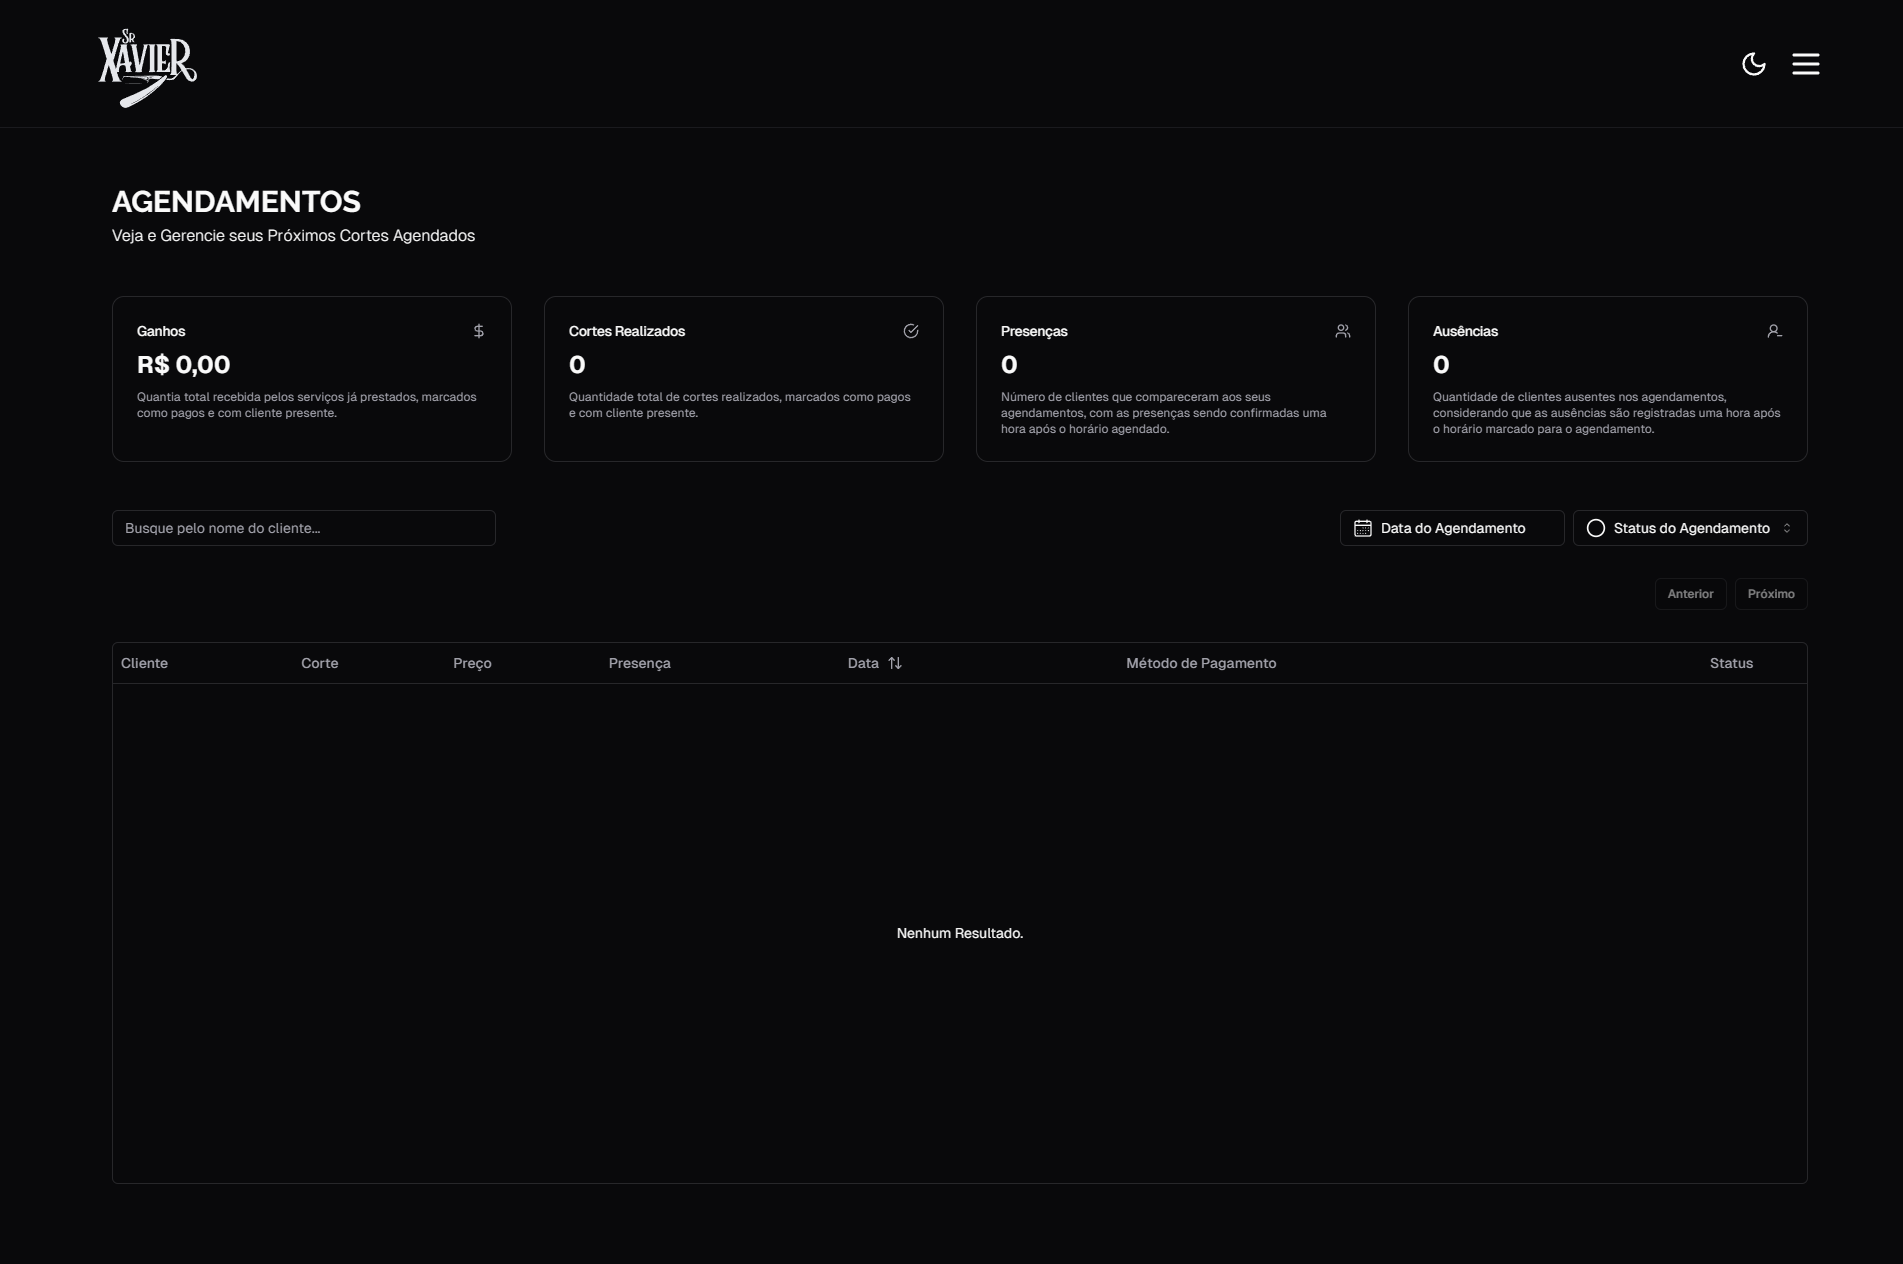 SR
XAVIER
AGENDAMENTOS
Veja e Gerencie seus Próximos Cortes Agendados
Ganhos
R$ 0,00
Quantia total recebida pelos serviços já prestados, marcados
como pagos e com cliente presente.
Cortes Realizados
0
Quantidade total de cortes realizados, marcados como pagos
e com cliente presente.
Presenças
0
Número de clientes que compareceram aos seus
agendamentos, com as presenças sendo confirmadas uma
hora após o horário agendado.
Ausências
0
Quantidade de clientes ausentes nos agendamentos,
considerando que as ausências são registradas uma hora após
o horário marcado para o agendamento.
Busque pelo nome do cliente...
Data do Agendamento
Status do Agendamento
Anterior
Próximo
Cliente Corte Preço Presença Data Método de Pagamento Status
Nenhum Resultado.